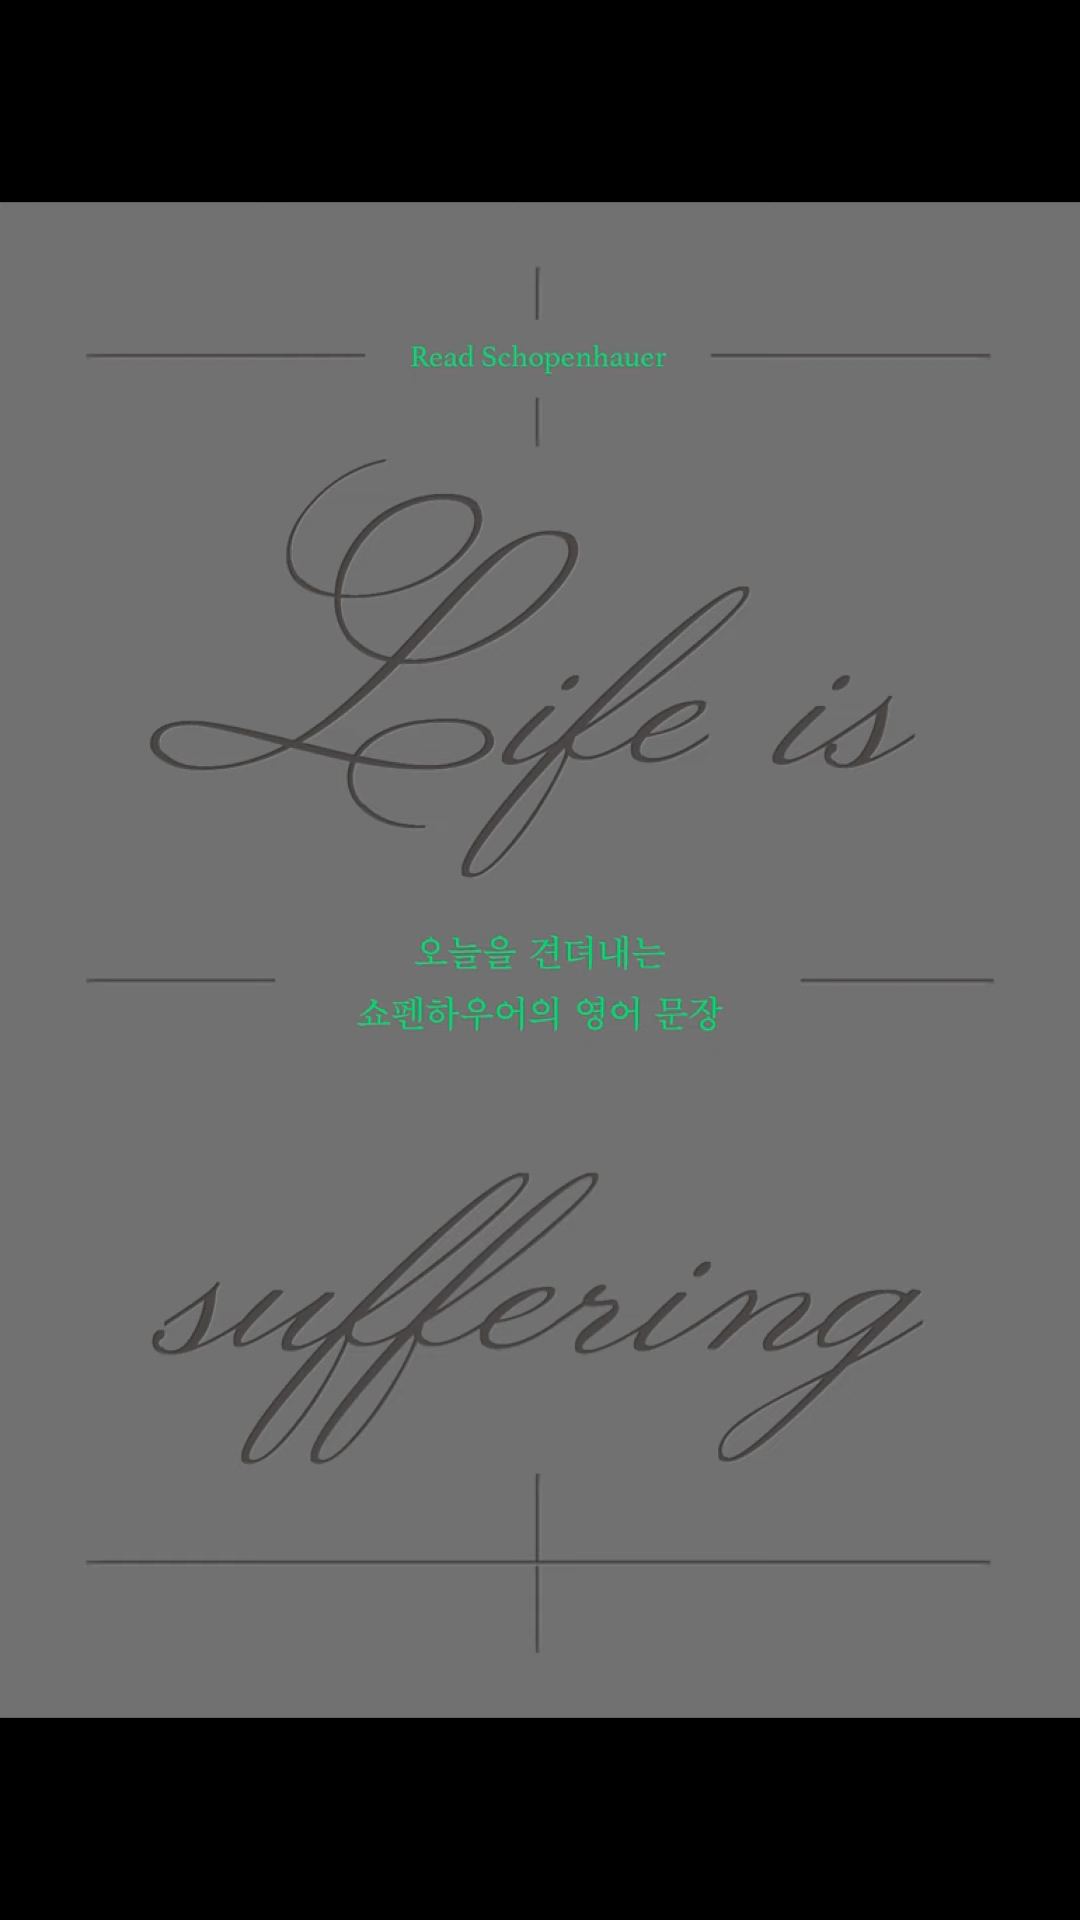 Read Schopenhauer
Life is
오늘을 견뎌내는
쇼펜하우어의 영어 문장
suffering